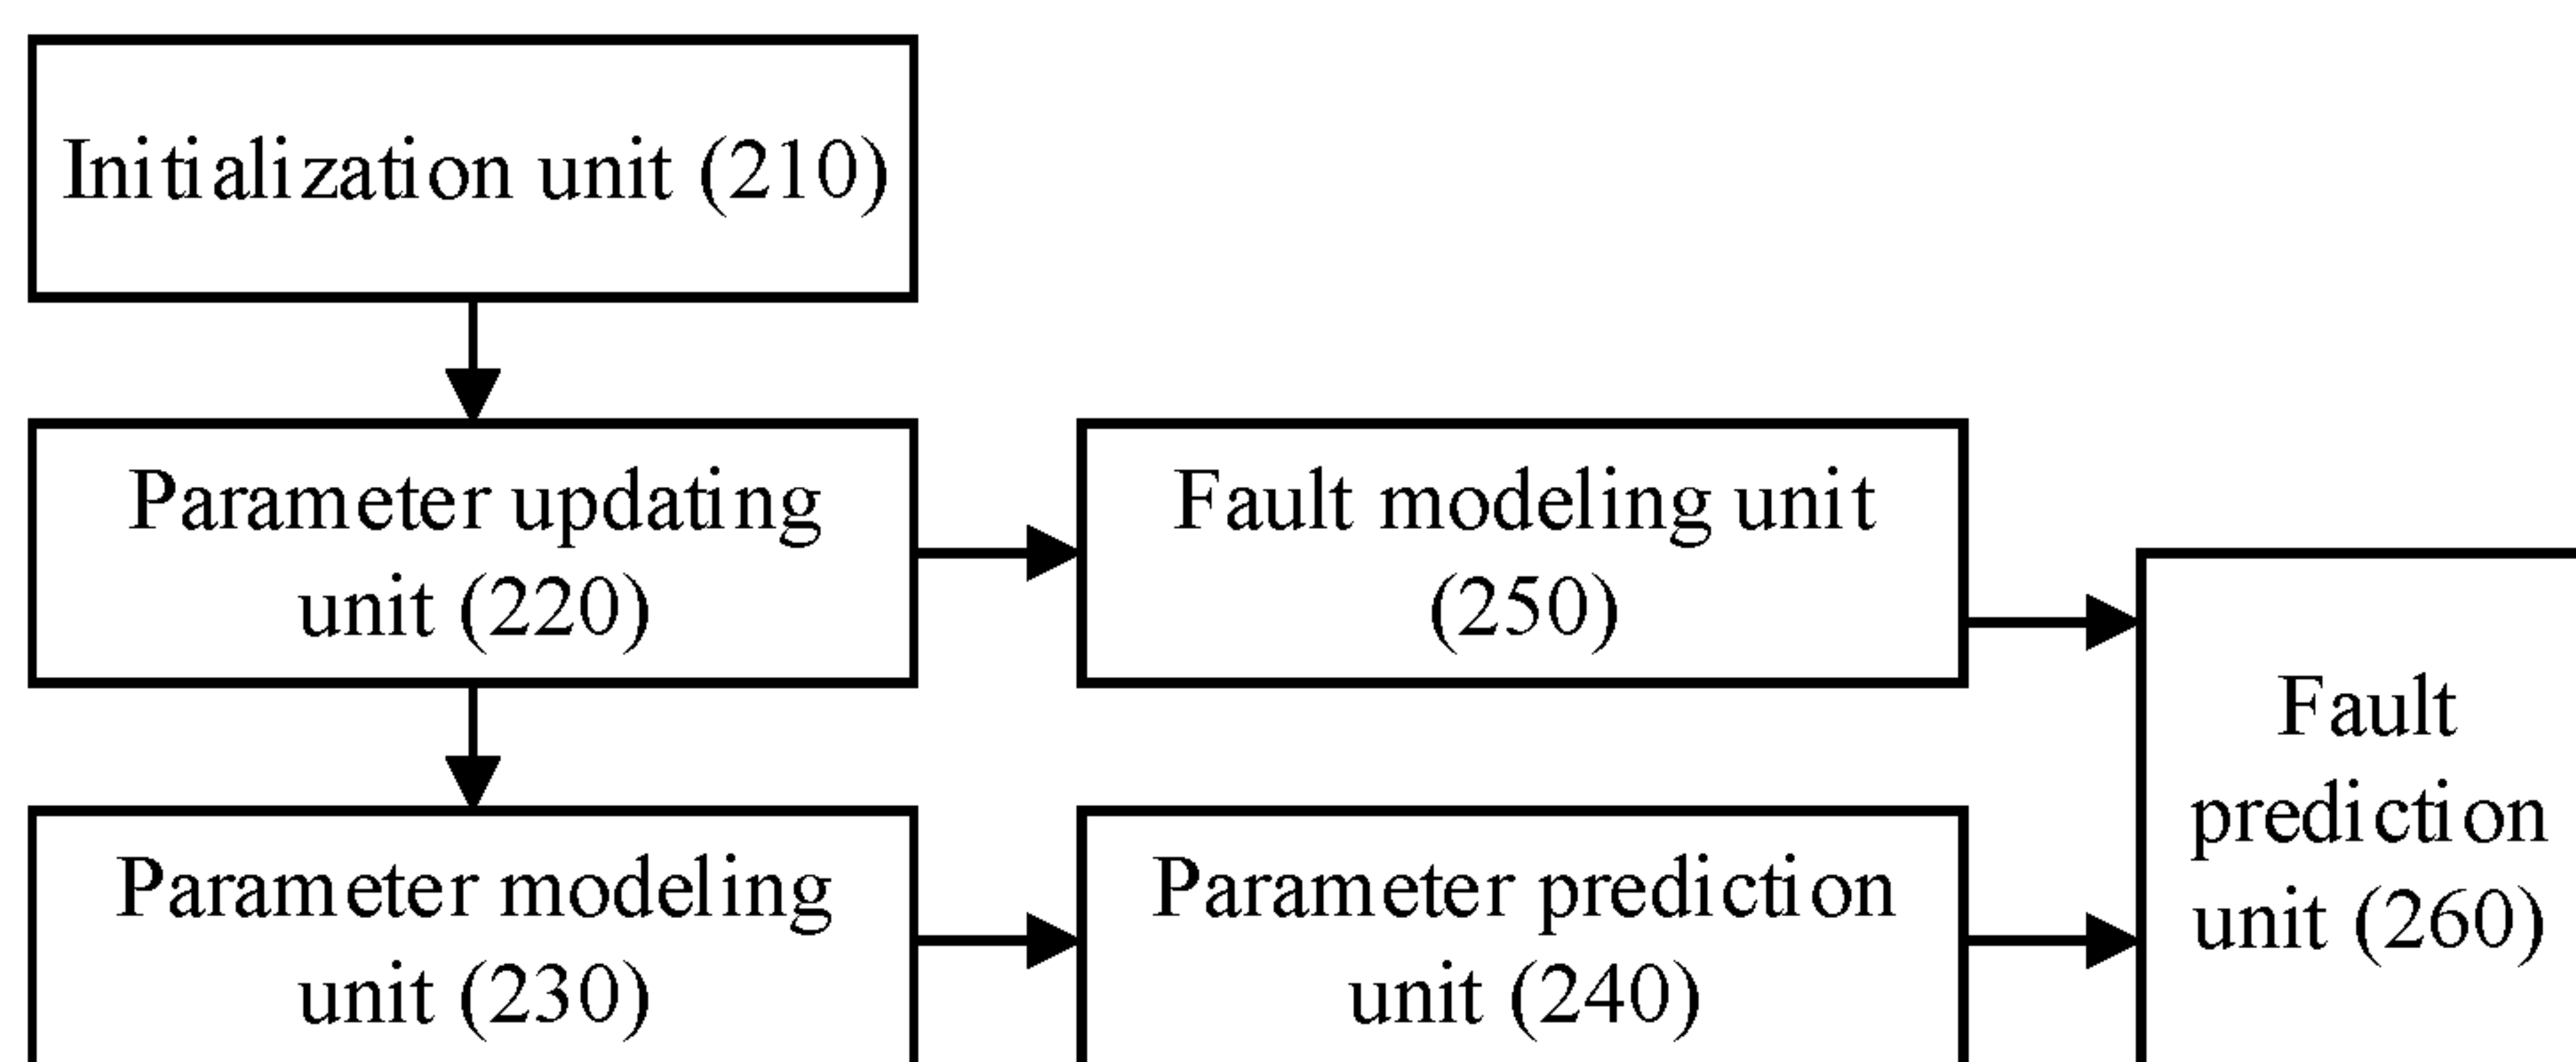 Initialization unit (210)
Parameter updating
unit (220)
Fault modeling unit
(250)
Parameter modeling
unit (230)
Parameter prediction
unit (240)
Fault
prediction
unit (260)